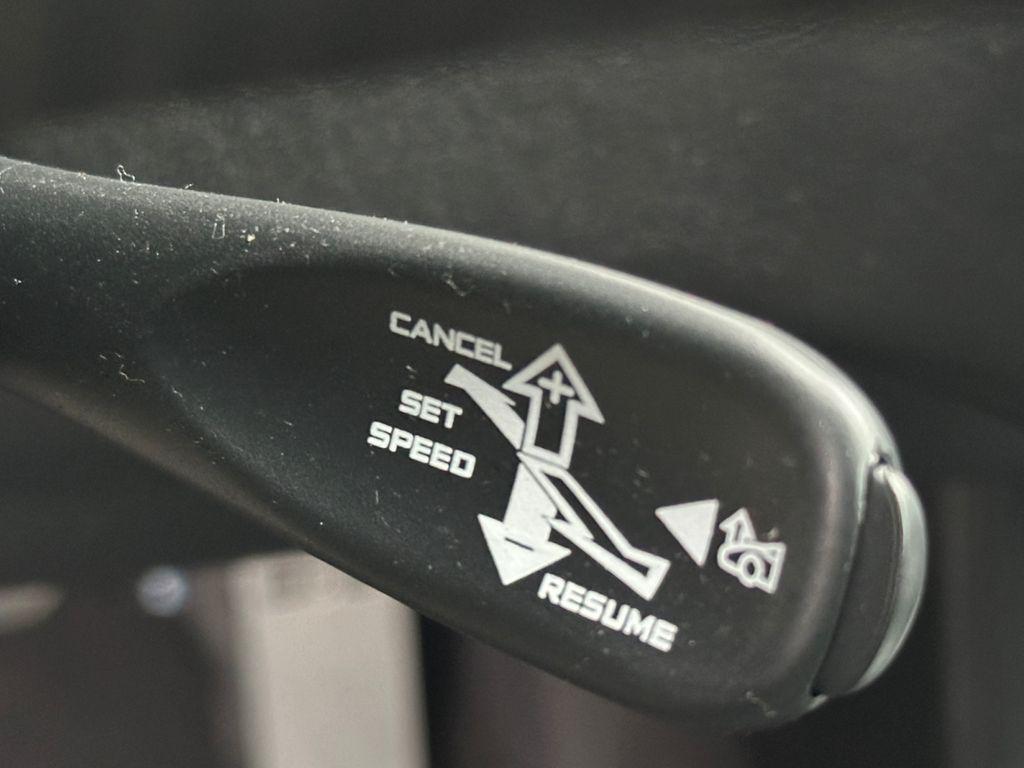 CANCEL
+
SET
SPEED
-
RESUME